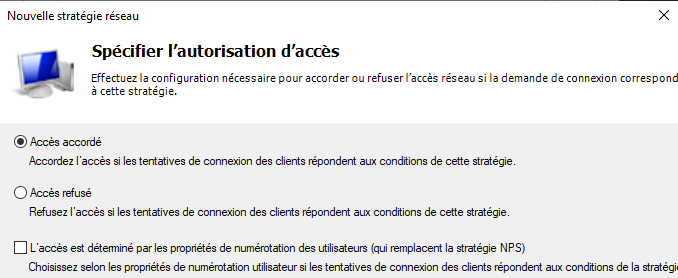 Nouvelle stratégie réseau
Spécifier l'autorisation d'accès
Effectuez la configuration nécessaire pour accorder ou refuser l'accès réseau si la demande de connexion correspond
à cette stratégie.
Accès accordé
Accordez l'accès si les tentatives de connexion des clients répondent aux conditions de cette stratégie.
Accès refusé
Refusez l'accès si les tentatives de connexion des clients répondent aux conditions de cette stratégie.
L'accès est déterminé par les propriétés de numérotation des utilisateurs (qui remplacent la stratégie NPS)
Choisissez selon les propriétés de numérotation utilisateur si les tentatives de connexion des clients répondent aux conditions de la